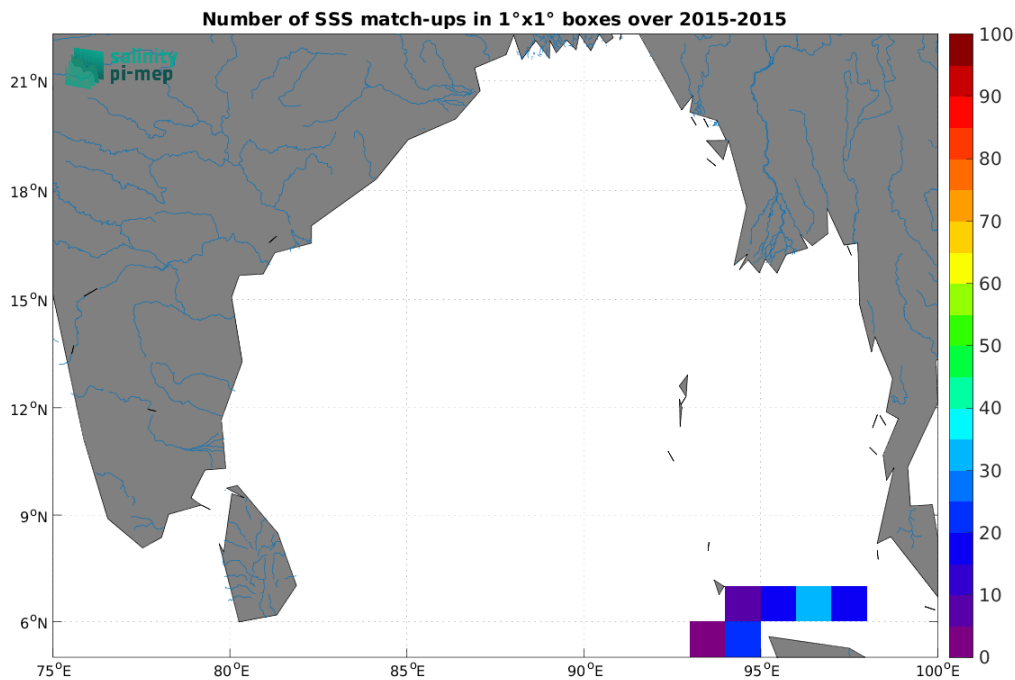 Number of SSS match-ups in 1°x1° boxes over 2015-2015
salinity
pi-mep
21°N
18°N
15°N
12°N
9°N
6°N
75°E
80°E
85°E
90°E
95°E
100°E
100
90
80
70
60
50
40
30
20
10
0